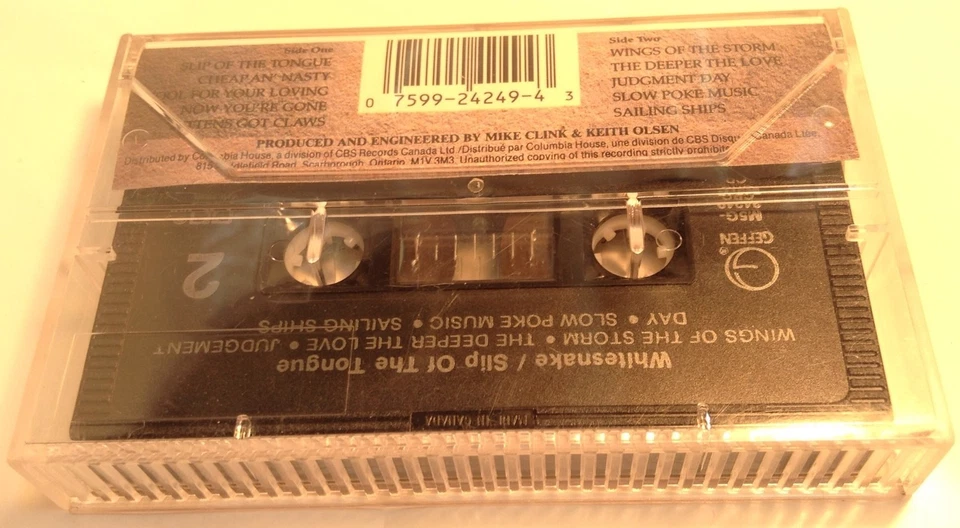 Side One
SLIP OF THE TONGUE
CHEAP AN' NASTY
FOOL FOR YOUR LOVING
NOW YOU'RE GONE
KITTENS GOT CLAWS
0 7599-24249-4 3
Side Two
WINGS OF THE STORM
THE DEEPER THE LOVE
JUDGMENT DAY
SLOW POKE MUSIC
SAILING SHIPS
PRODUCED AND ENGINEERED BY MIKE CLINK & KEITH OLSEN
Distributed by Columbia House, a division of CBS Records Canada Ltd./Distribué par Columbia House, une division de CBS Disques Canada Ltée.
Road, Scarborough, Ontario, M1V 3M3. Unauthorized copying of this recording strictly prohibited
GEFFEN®
M5G-
24249
2
Whitesnake / Slip Of The Tongue
WINGS OF THE STORM • THE DEEPER THE LOVE • JUDGEMENT
DAY • SLOW POKE MUSIC • SAILING SHIPS
MADE IN CANADA